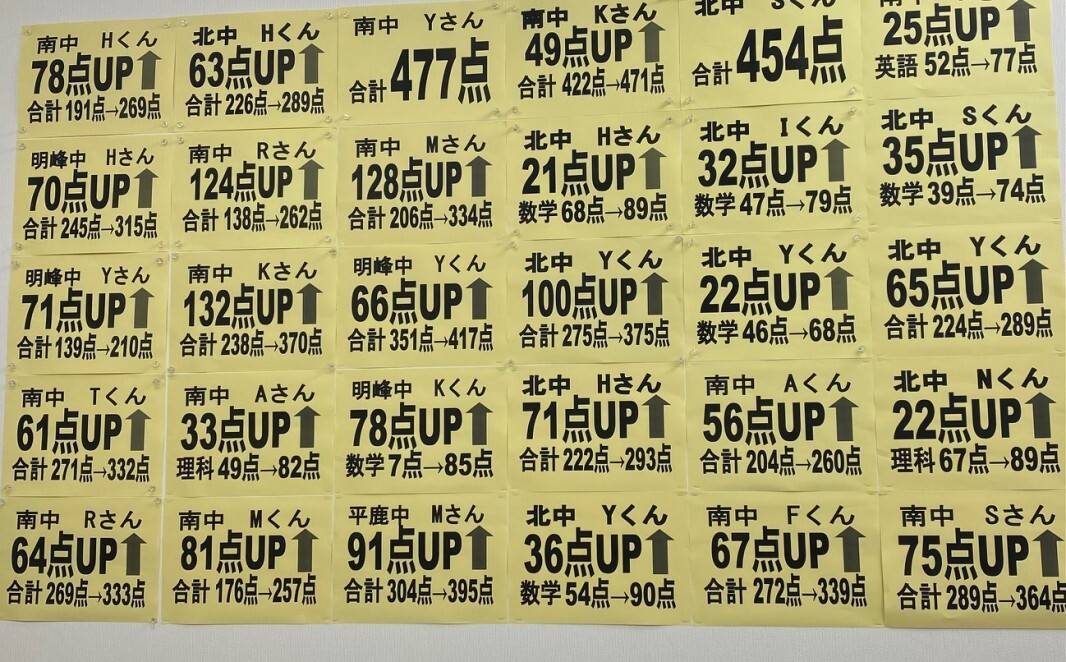 南中 Hくん
78点UP↑
合計 191点→269点
北中 Hくん
63点UP↑
合計 226点→289点
南中 Yさん
合計 477点
南中 Kさん
49点UP↑
合計 422点→471点
北中 Sくん
合計 454点
25点UP↑
英語 52点→77点
明峰中 Hさん
70点UP↑
合計 245点→315点
南中 Rさん
124点UP↑
合計 138点→262点
南中 Mさん
128点UP↑
合計 206点→334点
北中 Hさん
21点UP↑
数学 68点→89点
北中 Iくん
32点UP↑
数学 47点→79点
北中 Sくん
35点UP↑
数学 39点→74点
明峰中 Yさん
71点UP↑
合計 139点→210点
南中 Kさん
132点UP↑
合計 238点→370点
明峰中 Yくん
66点UP↑
合計 351点→417点
北中 Yくん
100点UP↑
合計 275点→375点
北中 Yくん
22点UP↑
数学 46点→68点
北中 Yくん
65点UP↑
合計 224点→289点
南中 Tくん
61点UP↑
合計 271点→332点
南中 Aさん
33点UP↑
理科 49点→82点
明峰中 Kくん
78点UP↑
数学 7点→85点
北中 Hさん
71点UP↑
合計 222点→293点
南中 Aくん
56点UP↑
合計 204点→260点
北中 Nくん
22点UP↑
理科 67点→89点
南中 Rさん
64点UP↑
合計 269点→333点
南中 Mくん
81点UP↑
合計 176点→257点
平鹿中 Mさん
91点UP↑
合計 304点→395点
北中 Yくん
36点UP↑
数学 54点→90点
南中 Fくん
67点UP↑
合計 272点→339点
南中 Sさん
75点UP↑
合計 289点→364点